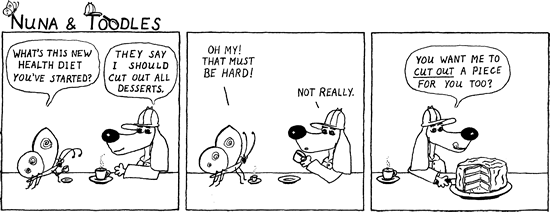 NUNA & TOODLES
WHAT'S THIS NEW
HEALTH DIET
YOU'VE STARTED?
THEY SAY
I SHOULD
CUT OUT ALL
DESSERTS.
OH MY!
THAT MUST
BE HARD!
NOT REALLY.
YOU WANT ME TO
CUT OUT A PIECE
FOR YOU TOO?